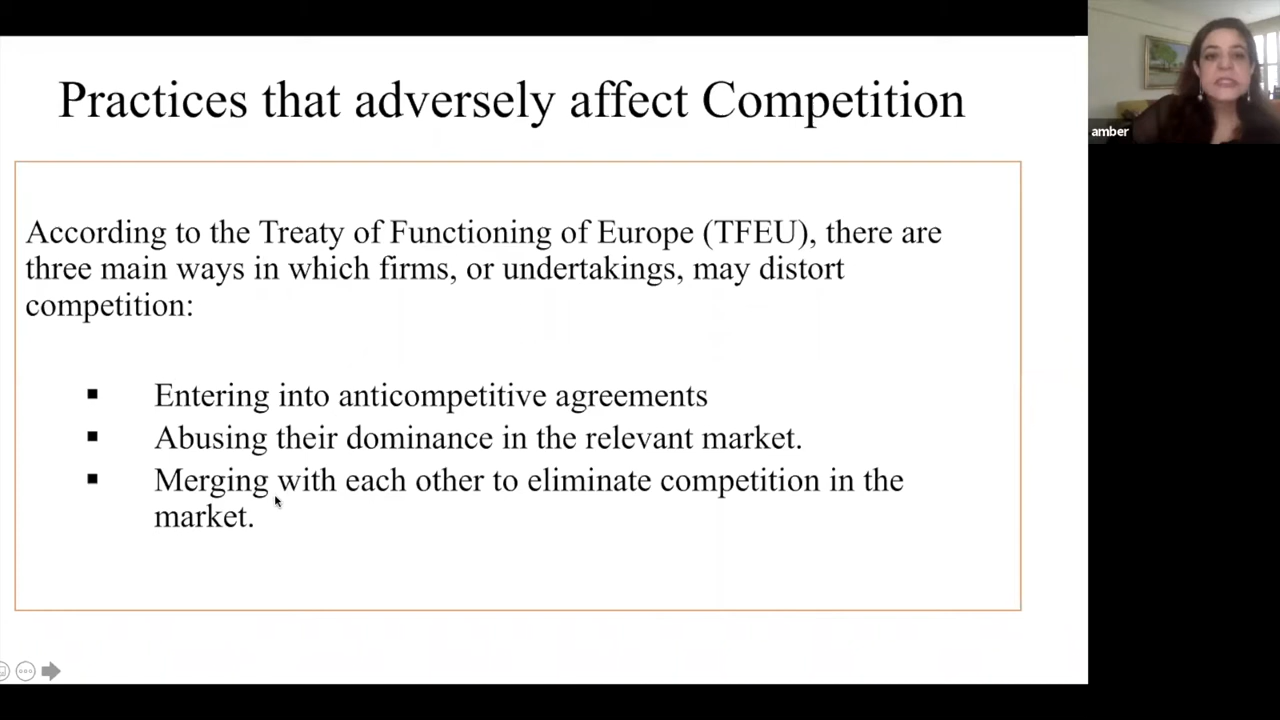 Practices that adversely affect Competition
amber
According to the Treaty of Functioning of Europe (TFEU), there are
three main ways in which firms, or undertakings, may distort
competition:
▪ Entering into anticompetitive agreements
▪ Abusing their dominance in the relevant market.
▪ Merging with each other to eliminate competition in the
market.